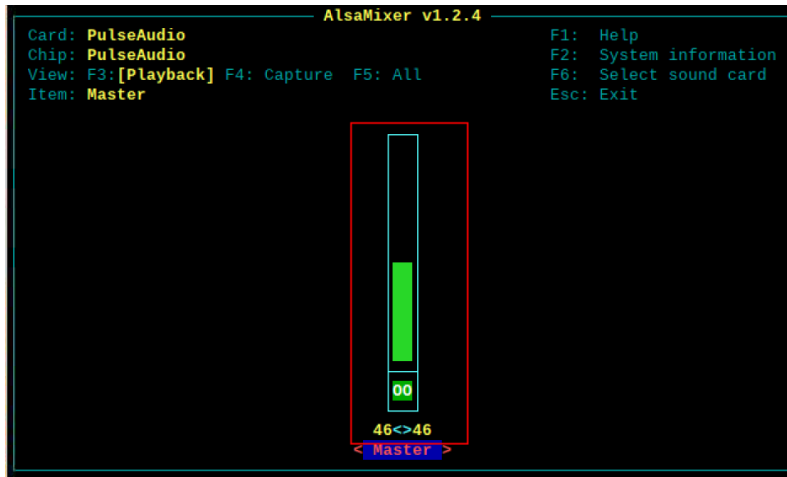 AlsaMixer v1.2.4
Card: PulseAudio F1: Help
Chip: PulseAudio F2: System information
View: F3:[Playback] F4: Capture F5: All F6: Select sound card
Item: Master Esc: Exit
OO
46<>46
< Master >